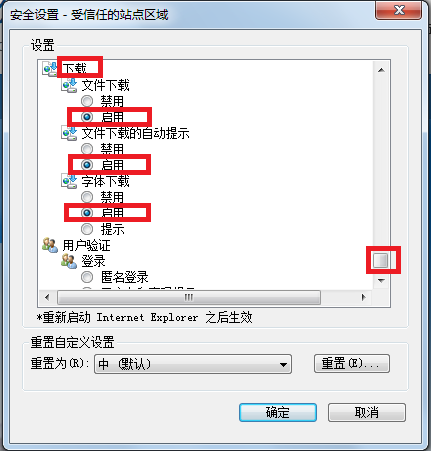 安全设置 - 受信任的站点区域
设置
下载
文件下载
禁用
启用
文件下载的自动提示
禁用
启用
字体下载
禁用
启用
提示
用户验证
登录
匿名登录
*重新启动 Internet Explorer 之后生效
重置自定义设置
重置为(R): 中 (默认) 重置(E)...
确定 取消